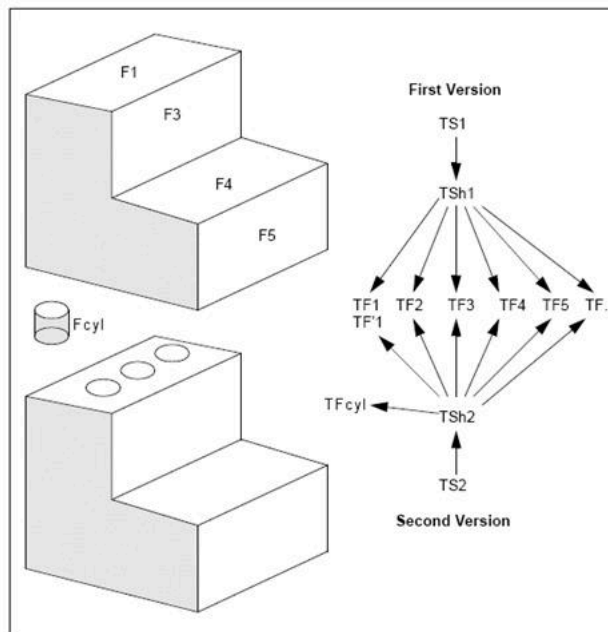 F1
F3
F4
F5
Fcyl
First Version
TS1
TSh1
TF1 TF2 TF3 TF4 TF5 TF.
TF'1
TFcyl
TSh2
TS2
Second Version